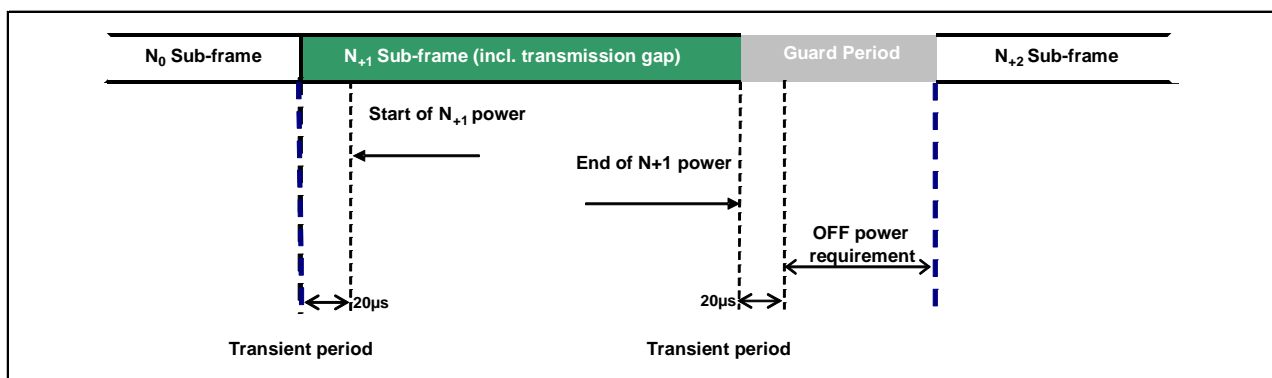 N0 Sub-frame
N+1 Sub-frame (incl. transmission gap)
Guard Period
N+2 Sub-frame
Start of N+1 power
End of N+1 power
OFF power
requirement
20µs
20µs
Transient period
Transient period